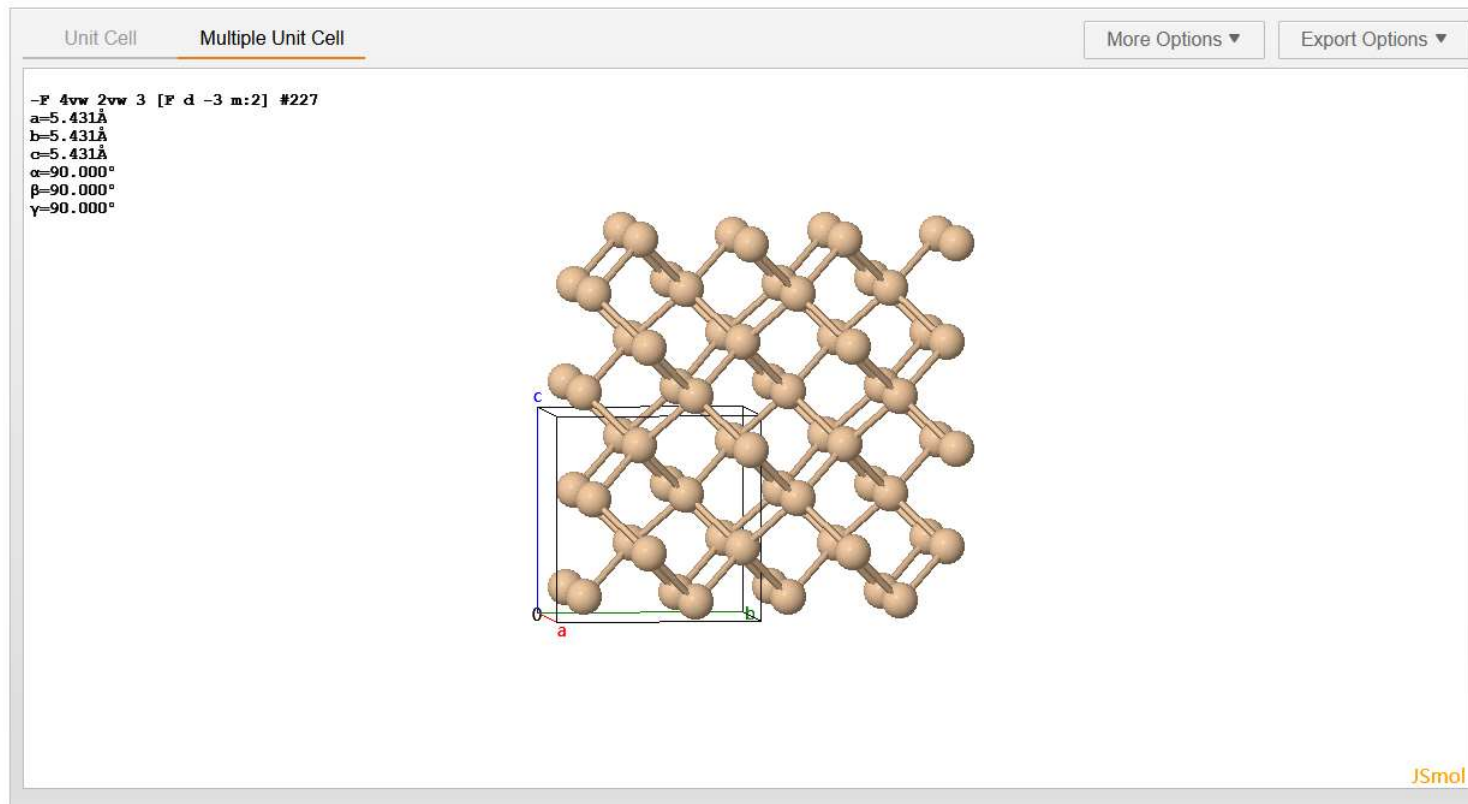 Unit Cell
Multiple Unit Cell
More Options ▼
Export Options ▼
-F 4vw 2vw 3 [F d -3 m:2] #227
a=5.431Å
b=5.431Å
c=5.431Å
α=90.000°
β=90.000°
γ=90.000°
c
0
b
a
JSmol